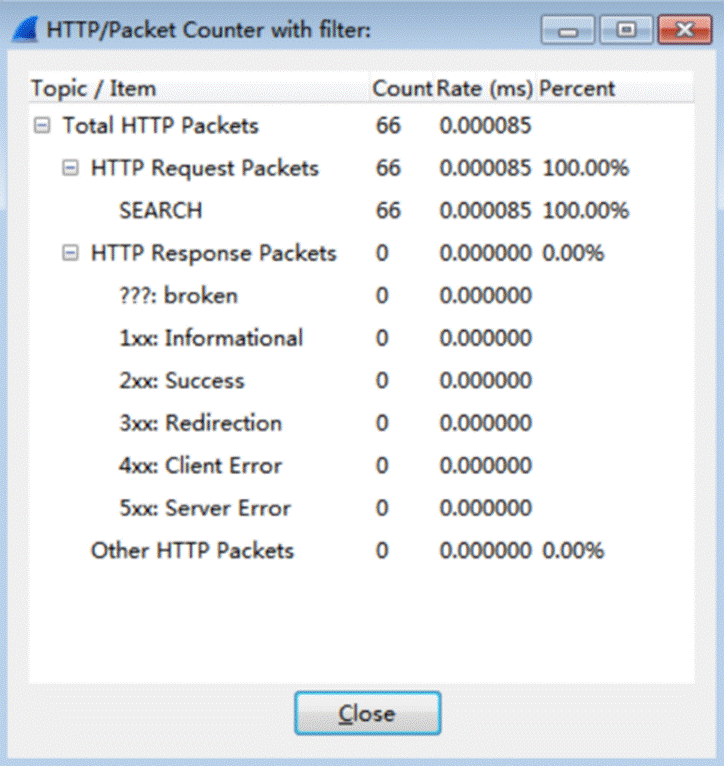 HTTP/Packet Counter with filter:
Topic / Item Count Rate (ms) Percent
Total HTTP Packets 66 0.000085
HTTP Request Packets 66 0.000085 100.00%
SEARCH 66 0.000085 100.00%
HTTP Response Packets 0 0.000000 0.00%
???: broken 0 0.000000
1xx: Informational 0 0.000000
2xx: Success 0 0.000000
3xx: Redirection 0 0.000000
4xx: Client Error 0 0.000000
5xx: Server Error 0 0.000000
Other HTTP Packets 0 0.000000 0.00%
Close